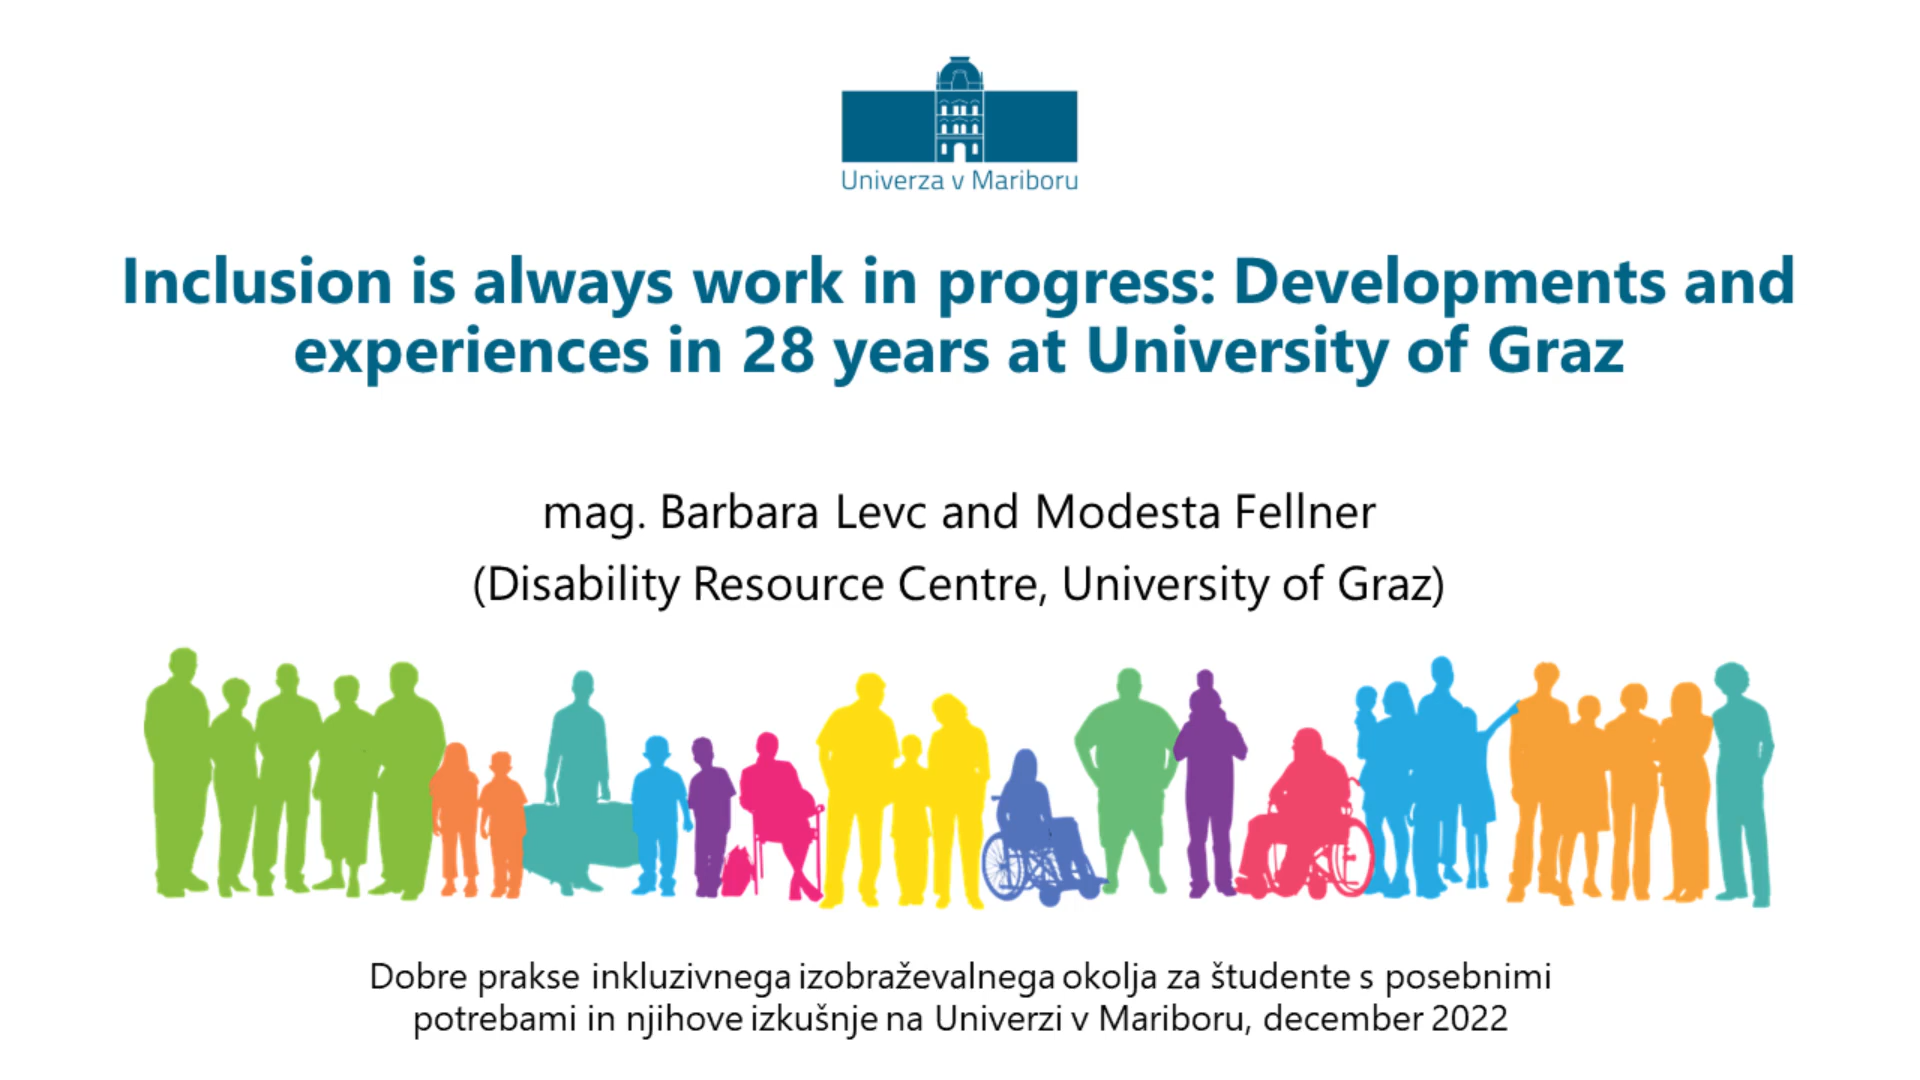 Univerza v Mariboru
Inclusion is always work in progress: Developments and
experiences in 28 years at University of Graz
mag. Barbara Levc and Modesta Fellner
(Disability Resource Centre, University of Graz)
Dobre prakse inkluzivnega izobraževalnega okolja za študente s posebnimi
potrebami in njihove izkušnje na Univerzi v Mariboru, december 2022